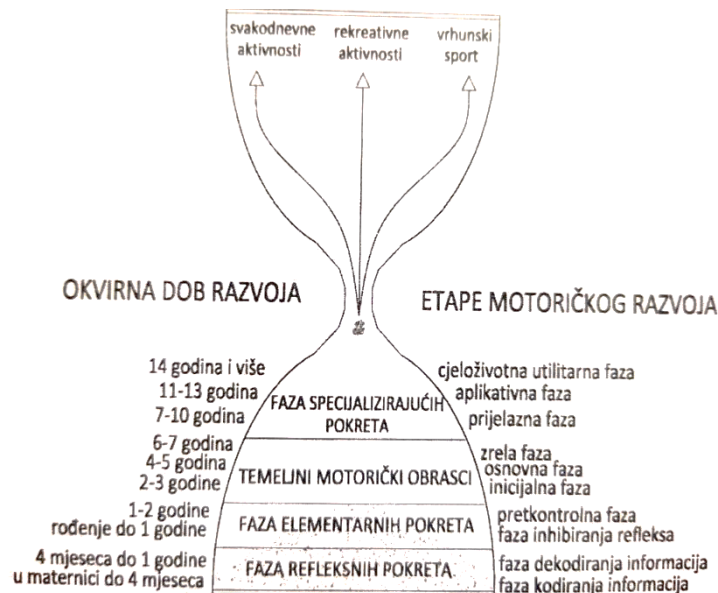 svakodnevne
aktivnosti
rekreativne
aktivnosti
vrhunski
sport
OKVIRNA DOB RAZVOJA
ETAPE MOTORIČKOG RAZVOJA
14 godina i više
11-13 godina
7-10 godina
FAZA SPECIJALIZIRAJUĆIH
POKRETA
cjeloživotna utilitarna faza
aplikativna faza
prijelazna faza
6-7 godina
4-5 godina
2-3 godine
TEMELJNI MOTORIČKI OBRASCI
zrela faza
osnovna faza
inicijalna faza
1-2 godine
rođenje do 1 godine
FAZA ELEMENTARNIH POKRETA
pretkontrolna faza
faza inhibiranja refleksa
4 mjeseca do 1 godine
u maternici do 4 mjeseca
FAZA REFLEKSNIH POKRETA
faza dekodiranja informacija
faza kodiranja informacija